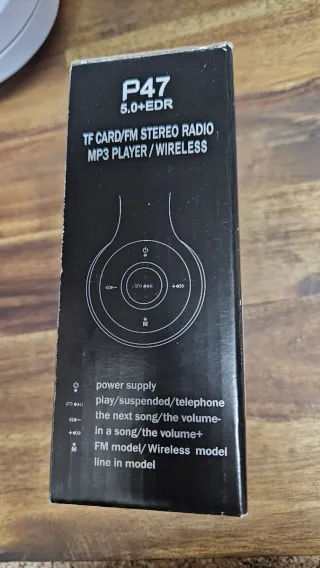 P47
5.0+EDR
TF CARD/FM STEREO RADIO
MP3 PLAYER / WIRELESS
M
power supply
play/suspended/telephone
the next song/the volume-
in a song/the volume+
M FM model/ Wireless model
line in model